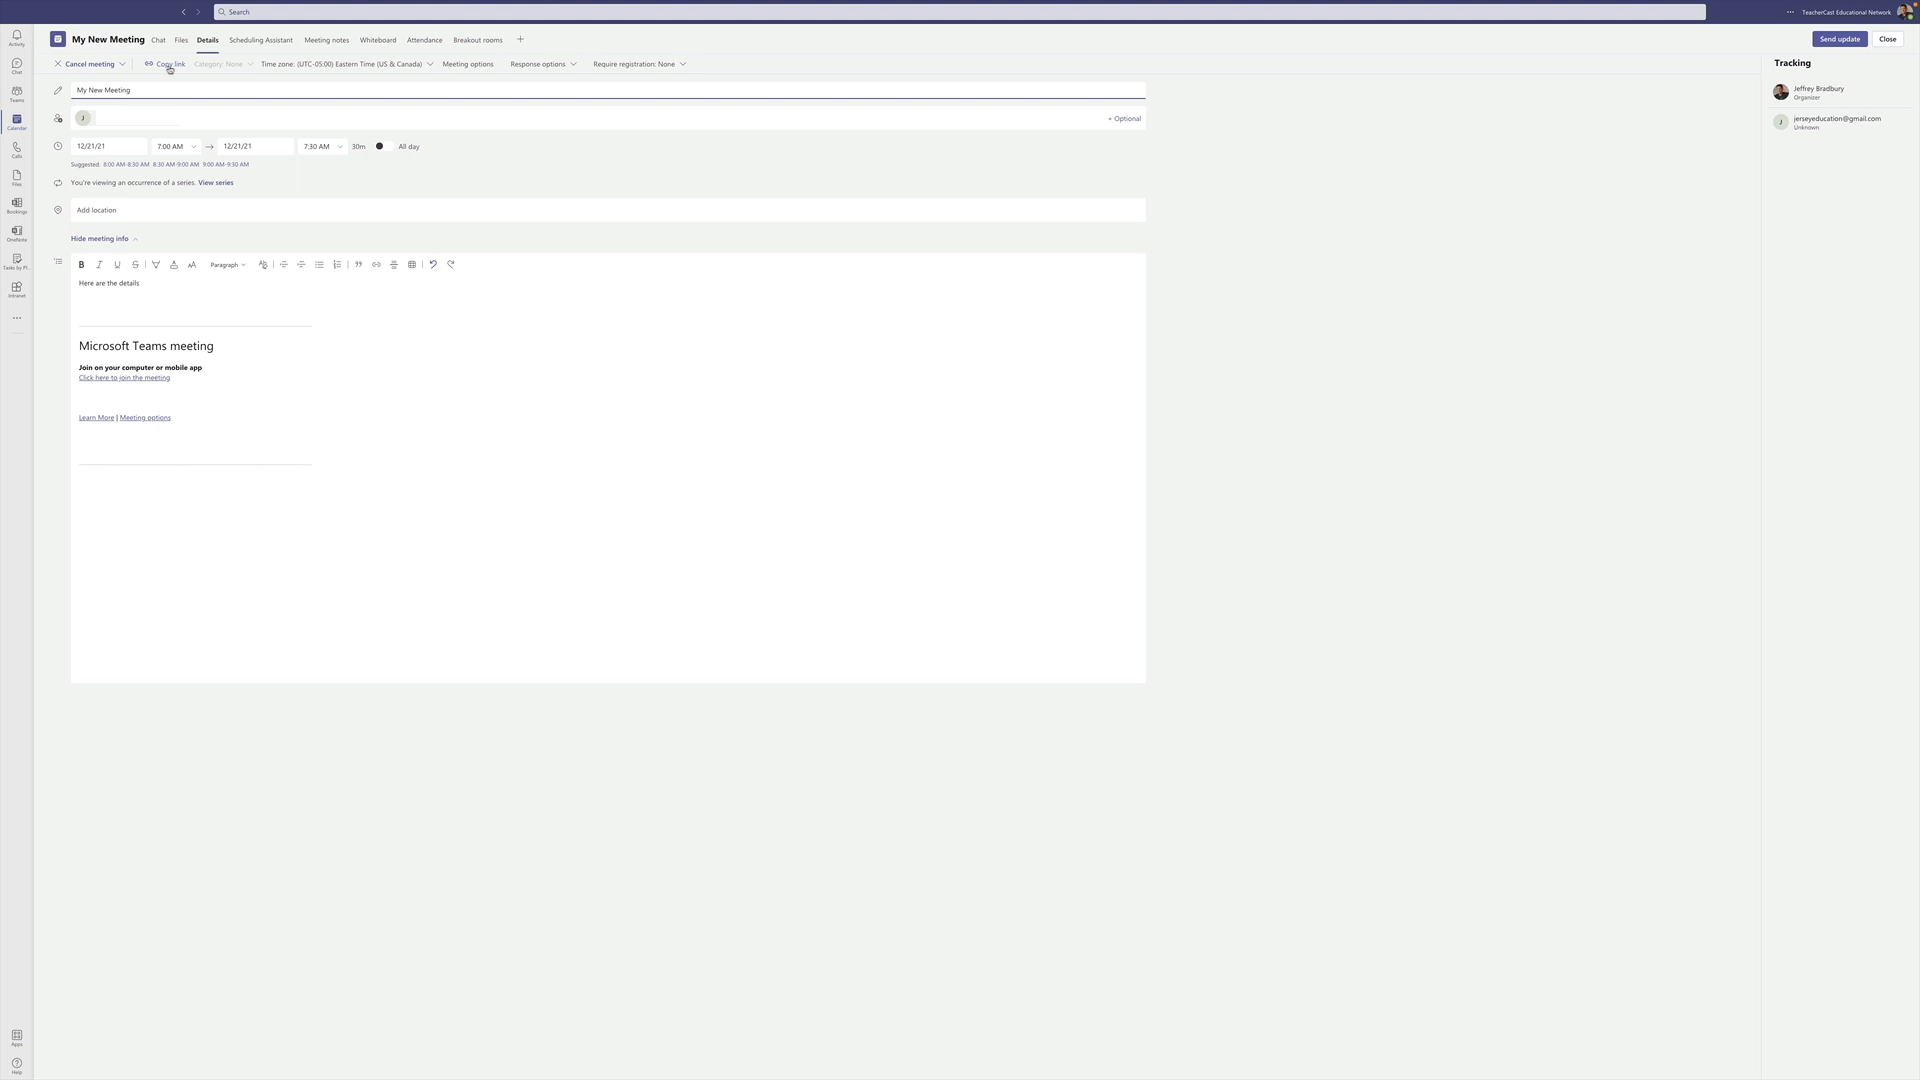 Search
TeacherCast Educational Network
My New Meeting Chat Files Details Scheduling Assistant Meeting notes Whiteboard Attendance Breakout rooms
Send update Close
Cancel meeting Copy link Category: None Time zone: (UTC-05:00) Eastern Time (US & Canada) Meeting options Response options Require registration: None
Tracking
Jeffrey Bradbury
Organizer
J jerseyeducation@gmail.com
Unknown
Activity
Chat
Teams
Calendar
Calls
Files
Bookings
OneNote
Tasks by Pl...
Intranet
Apps
Help
My New Meeting
J + Optional
12/21/21 7:00 AM 12/21/21 7:30 AM 30m All day
Suggested: 8:00 AM-8:30 AM 8:30 AM-9:00 AM 9:00 AM-9:30 AM
You're viewing an occurrence of a series. View series
Add location
Hide meeting info
Paragraph
Here are the details
Microsoft Teams meeting
Join on your computer or mobile app
Click here to join the meeting
Learn More | Meeting options